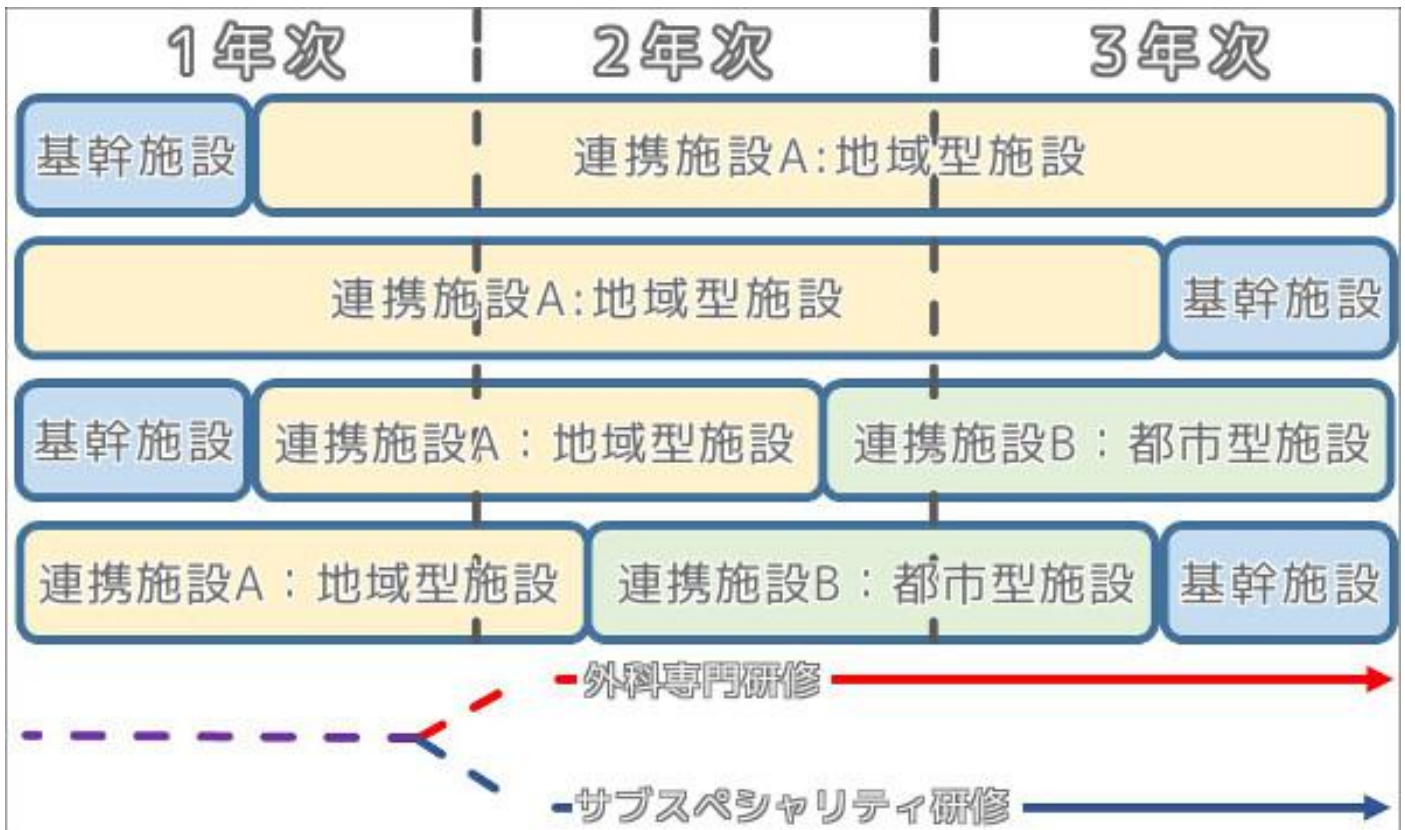 1年次 2年次 3年次
基幹施設 連携施設A:地域型施設
連携施設A:地域型施設 基幹施設
基幹施設 連携施設A：地域型施設 連携施設B：都市型施設
連携施設A：地域型施設 連携施設B：都市型施設 基幹施設
外科専門研修
サブスペシャリティ研修